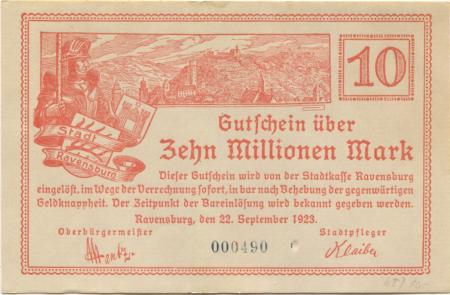 10
Stadt
Ravensburg
Gutschein über
Zehn Millionen Mark
Dieser Gutschein wird von der Stadtkasse Ravensburg
eingelöst, im Wege der Verrechnung sofort, in bar nach Behebung der gegenwärtigen
Geldknappheit. Der Zeitpunkt der Bareinlösung wird bekannt gegeben werden.
Ravensburg, den 22. September 1923.
Oberbürgermeister Stadtpfleger
000490 Klaiber